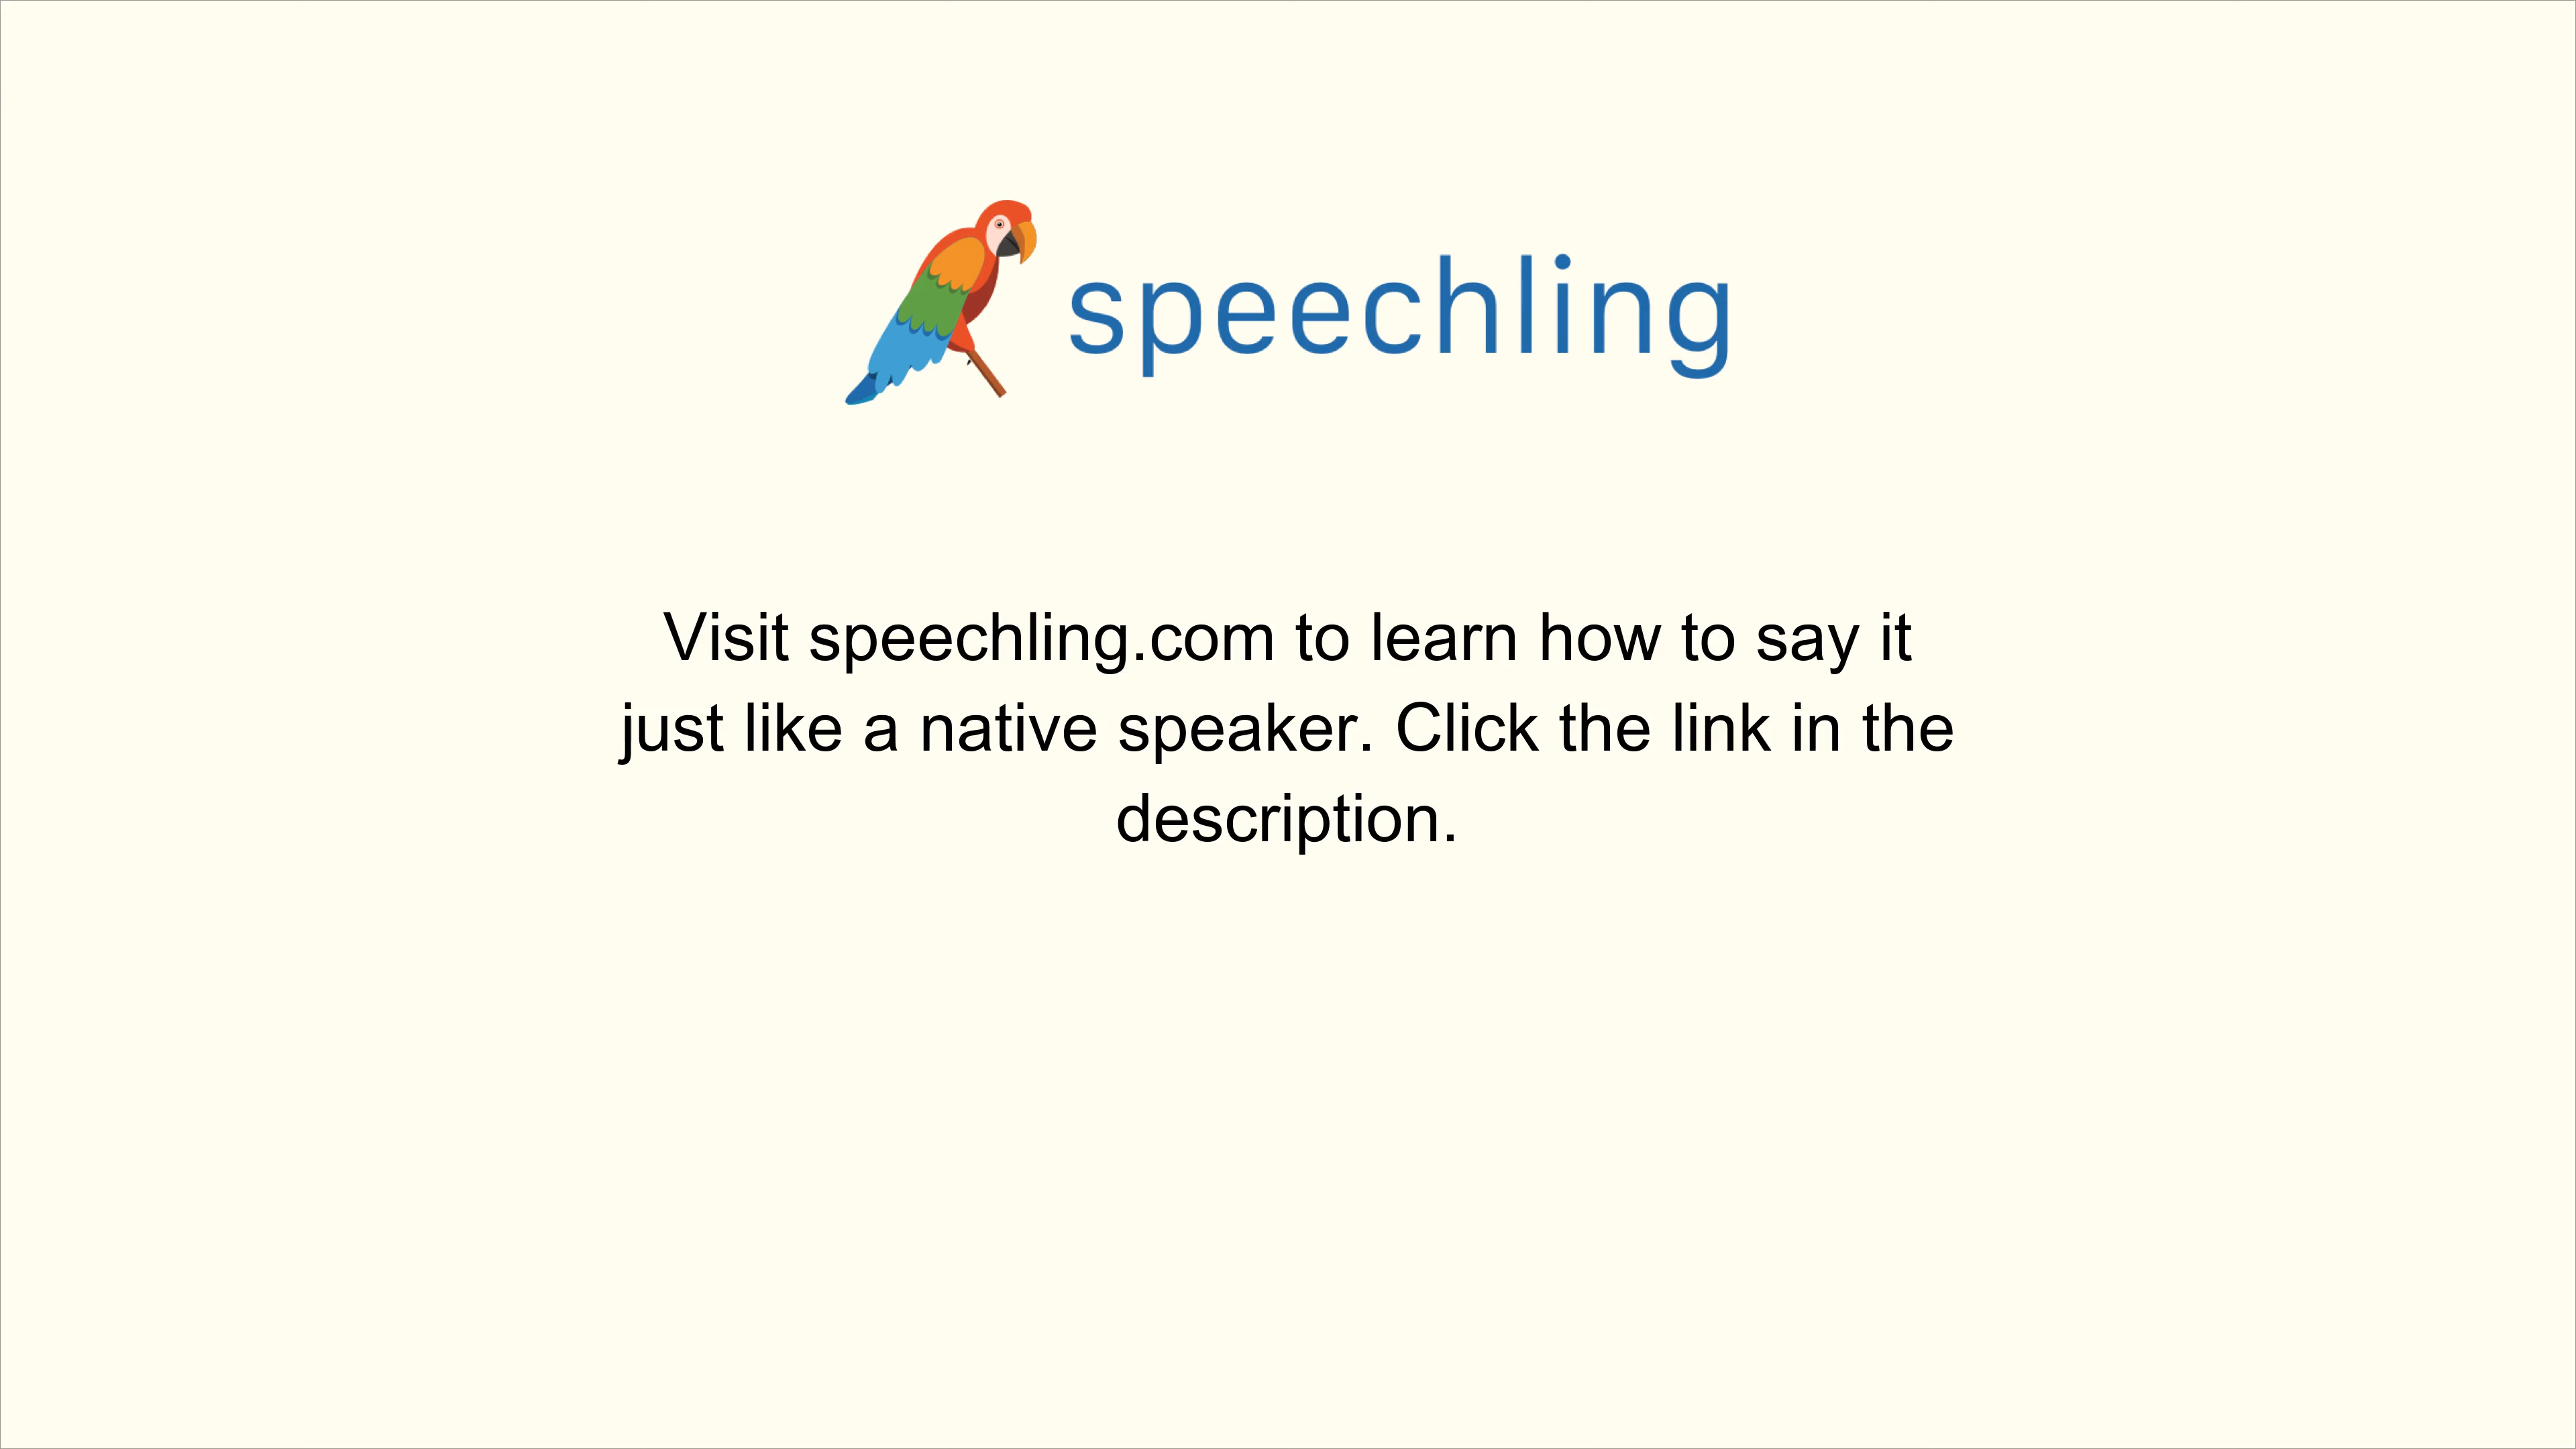 speechling
Visit speechling.com to learn how to say it
just like a native speaker. Click the link in the
description.